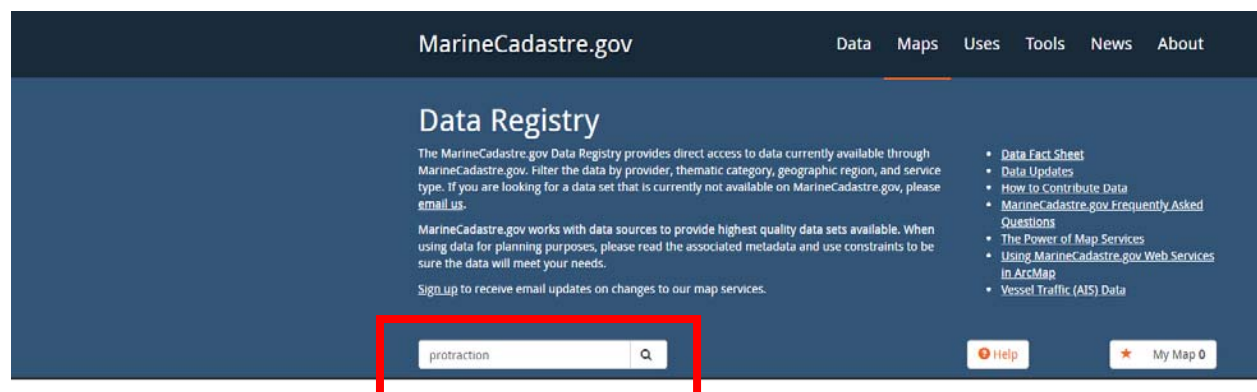 MarineCadastre.gov
Data Maps Uses Tools News About
Data Registry
The MarineCadastre.gov Data Registry provides direct access to data currently available through
MarineCadastre.gov. Filter the data by provider, thematic category, geographic region, and service
type. If you are looking for a data set that is currently not available on MarineCadastre.gov, please
email us.
MarineCadastre.gov works with data sources to provide highest quality data sets available. When
using data for planning purposes, please read the associated metadata and use constraints to be
sure the data will meet your needs.
Sign up to receive email updates on changes to our map services.
Data Fact Sheet
Data Updates
How to Contribute Data
MarineCadastre.gov Frequently Asked
Questions
The Power of Map Services
Using MarineCadastre.gov Web Services
in ArcMap
Vessel Traffic (AIS) Data
protraction
Help
My Map 0